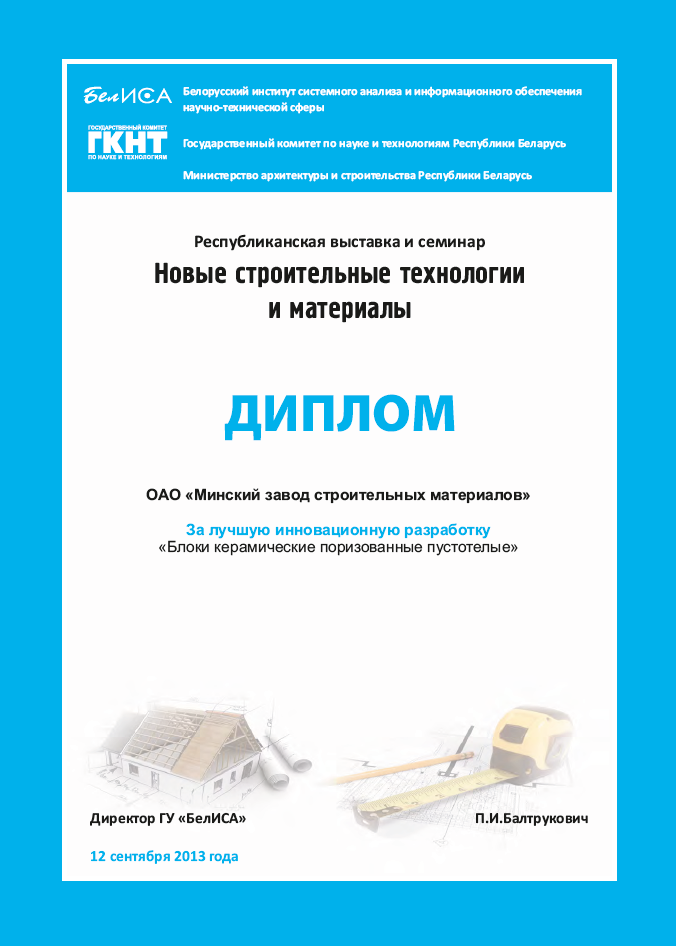 БелИСА
Белорусский институт системного анализа и информационного обеспечения
научно-технической сферы
ГОСУДАРСТВЕННЫЙ КОМИТЕТ
ГКНТ
ПО НАУКЕ И ТЕХНОЛОГИЯМ
Государственный комитет по науке и технологиям Республики Беларусь
Министерство архитектуры и строительства Республики Беларусь
Республиканская выставка и семинар
Новые строительные технологии
и материалы
ДИПЛОМ
ОАО «Минский завод строительных материалов»
За лучшую инновационную разработку
«Блоки керамические поризованные пустотелые»
Директор ГУ «БелИСА»
П.И.Балтрукович
12 сентября 2013 года